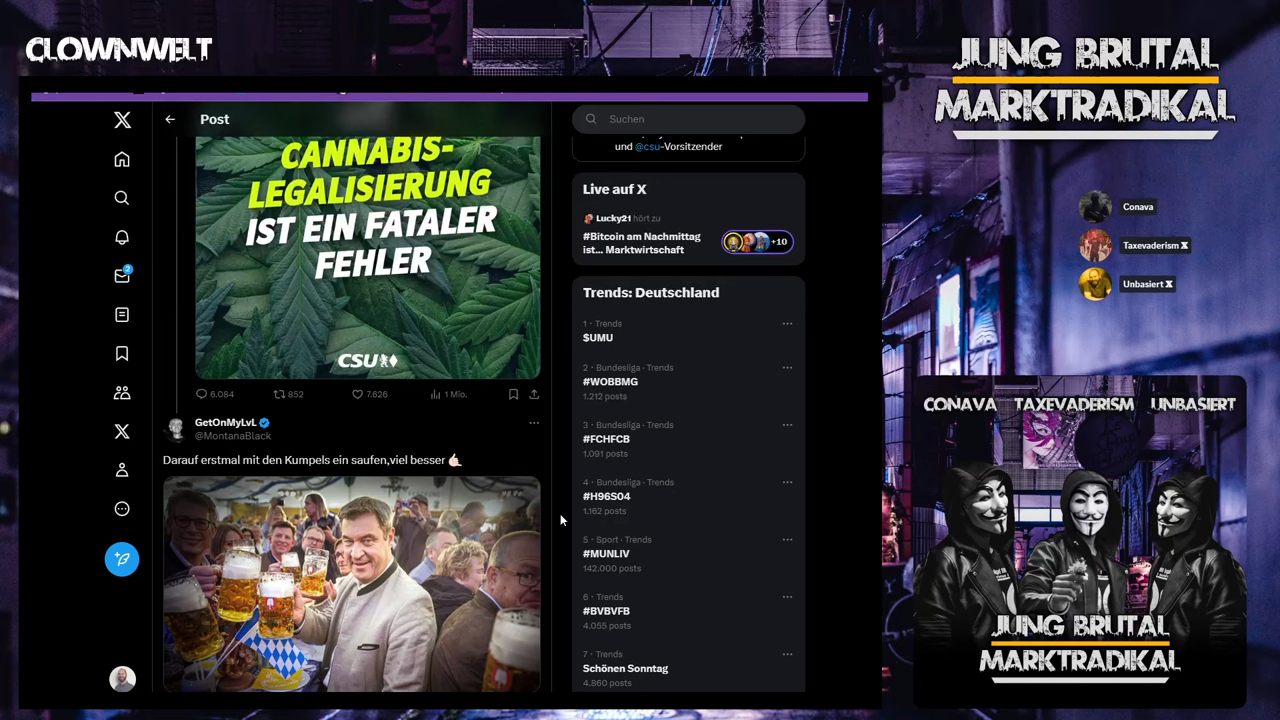 CLOWNWELT
JUNG BRUTAL
MARKTRADIKAL
Post
CANNABIS-
LEGALISIERUNG
IST EIN FATALER
FEHLER
CSU
6.084
852
7.626
1 Mio.
GetOnMyLvL
@MontanaBlack
Darauf erstmal mit den Kumpels ein saufen,viel besser 🤙🏻
2
Suchen
und @csu-Vorsitzender
Live auf X
Lucky21 hört zu
#Bitcoin am Nachmittag
ist... Marktwirtschaft
+10
Trends: Deutschland
1 · Trends
$UMU
2 · Bundesliga · Trends
#WOBBMG
1.212 posts
3 · Bundesliga · Trends
#FCHFCB
1.091 posts
4 · Bundesliga · Trends
#H96S04
1.162 posts
5 · Sport · Trends
#MUNLIV
142.000 posts
6 · Trends
#BVBVFB
4.055 posts
7 · Trends
Schönen Sonntag
4.860 posts
Conava
Taxevaderism X
Unbasiert X
CONAVA TAXEVADERISM UNBASIERT
JUNG BRUTAL
MARKTRADIKAL